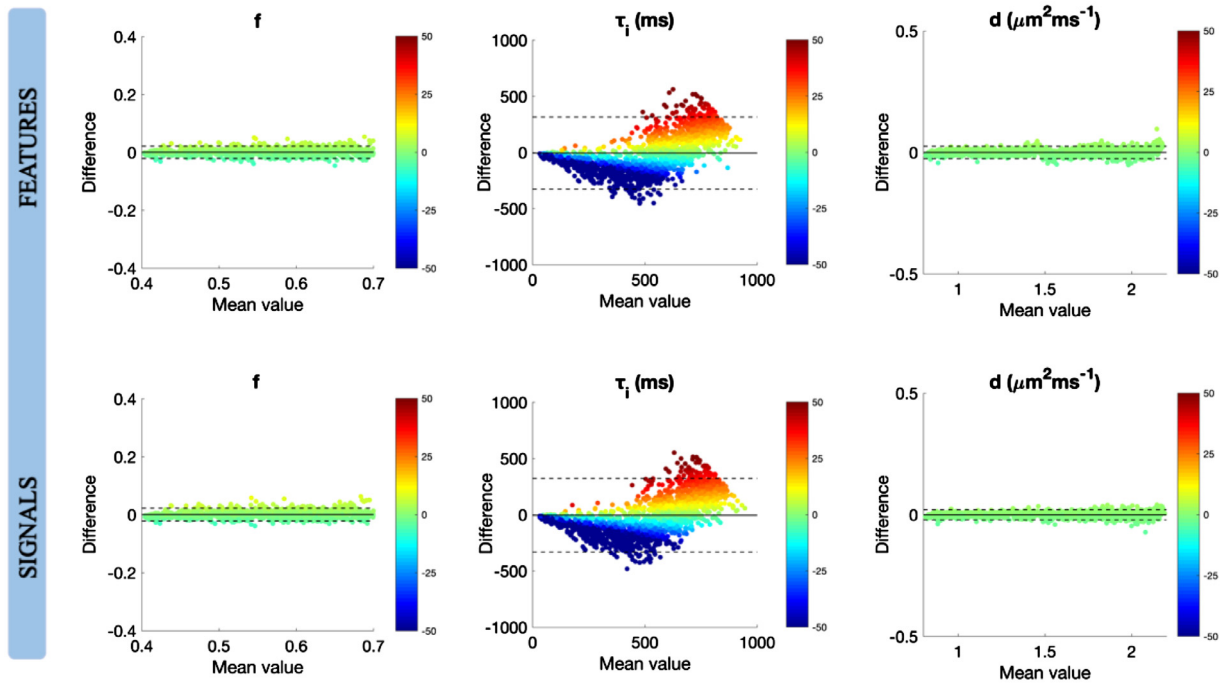 FEATURES
f
0.4
0.2
0
-0.2
-0.4
Difference
0.4 0.5 0.6 0.7
Mean value
50
25
0
-25
-50
τi (ms)
1000
500
0
-500
-1000
Difference
0 500 1000
Mean value
50
25
0
-25
-50
d (μm²ms⁻¹)
0.5
0
-0.5
Difference
1 1.5 2
Mean value
50
25
0
-25
-50
SIGNALS
f
0.4
0.2
0
-0.2
-0.4
Difference
0.4 0.5 0.6 0.7
Mean value
50
25
0
-25
-50
τi (ms)
1000
500
0
-500
-1000
Difference
0 500 1000
Mean value
50
25
0
-25
-50
d (μm²ms⁻¹)
0.5
0
-0.5
Difference
1 1.5 2
Mean value
50
25
0
-25
-50